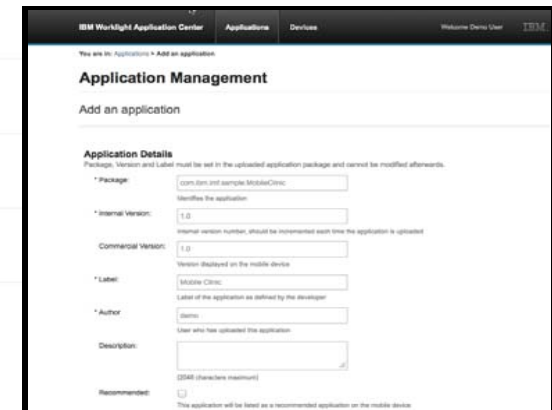 IBM Worklight Application Center Applications Devices Welcome Demo User IBM
You are in: Applications > Add an application
Application Management
Add an application
Application Details
Package, Version and Label must be set in the uploaded application package and cannot be modified afterwards.
* Package: com.ibm.imf.sample.MobileClinic
Identifies the application
* Internal Version: 1.0
Internal version number, should be incremented each time the application is uploaded
Commercial Version: 1.0
Version displayed on the mobile device
* Label: Mobile Clinic
Label of the application as defined by the developer
* Author demo
User who has uploaded this application
Description:
(2048 characters maximum)
Recommended:
This application will be listed as a recommended application on the mobile device.